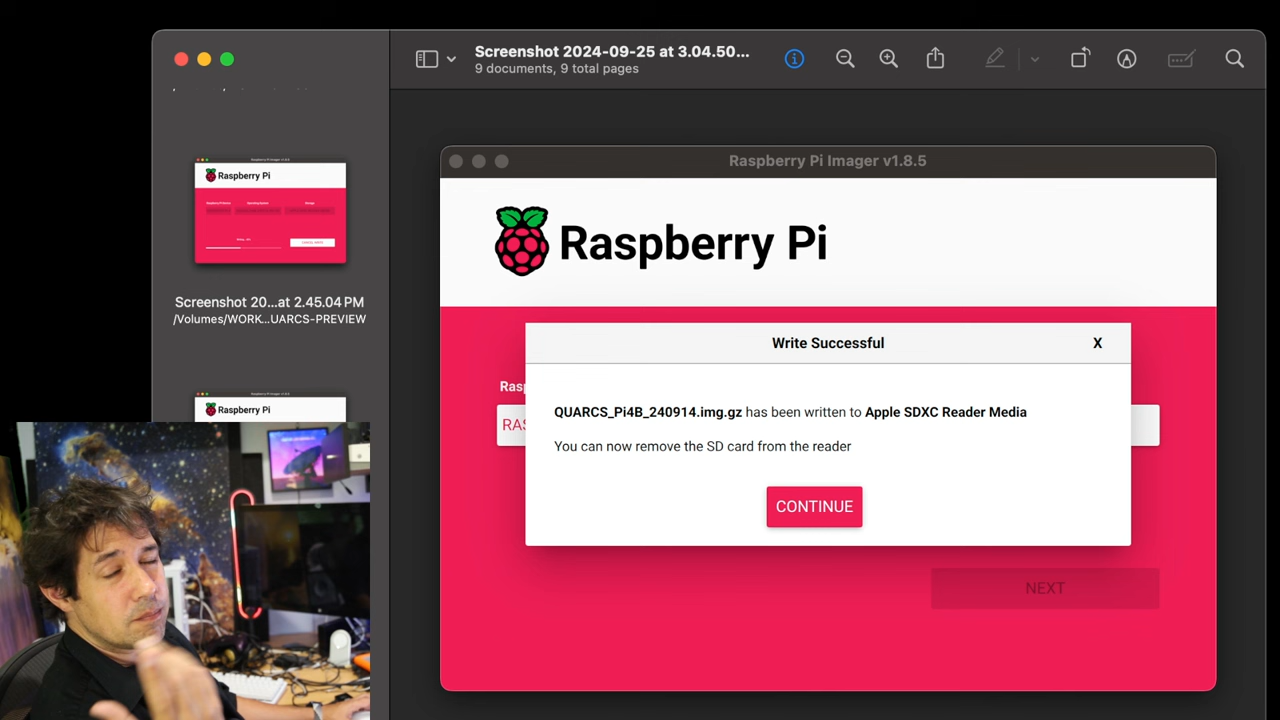 Screenshot 2024-09-25 at 3.04.50...
9 documents, 9 total pages
Raspberry Pi
Screenshot 20...at 2.45.04 PM
/Volumes/WORK...UARCS-PREVIEW
Raspberry Pi
Raspberry Pi Imager v1.8.5
Raspberry Pi
Write Successful
X
Rasp
RAS
QUARCS_Pi4B_240914.img.gz has been written to Apple SDXC Reader Media
You can now remove the SD card from the reader
CONTINUE
NEXT